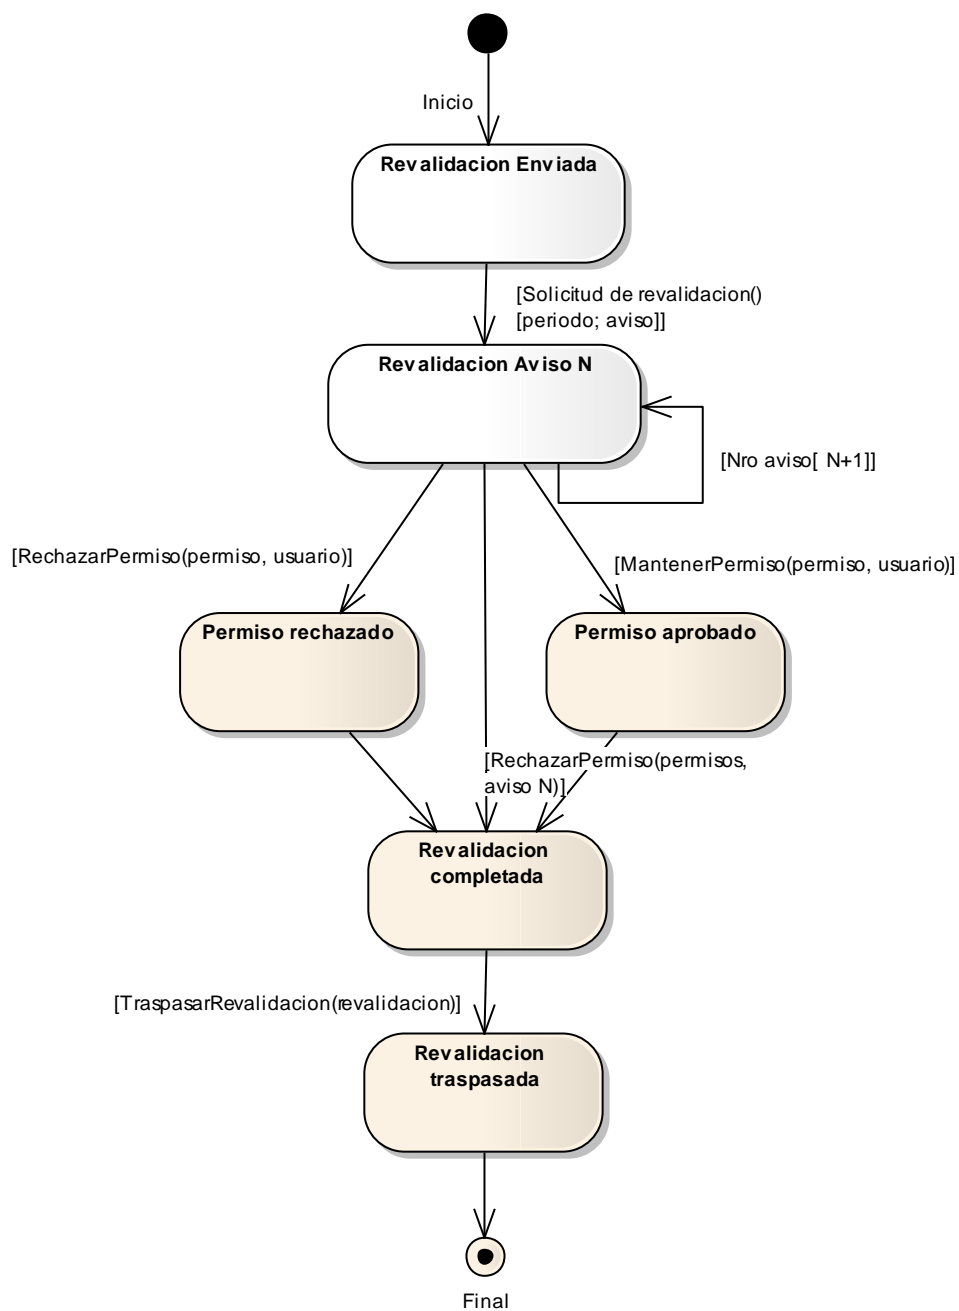 Inicio
Revalidacion Enviada
[Solicitud de revalidacion()
[periodo; aviso]]
Revalidacion Aviso N
[Nro aviso[ N+1]]
[RechazarPermiso(permiso, usuario)]
[MantenerPermiso(permiso, usuario)]
Permiso rechazado
Permiso aprobado
[RechazarPermiso(permisos,
aviso N)]
Revalidacion
completada
[TraspasarRevalidacion(revalidacion)]
Revalidacion
traspasada
Final